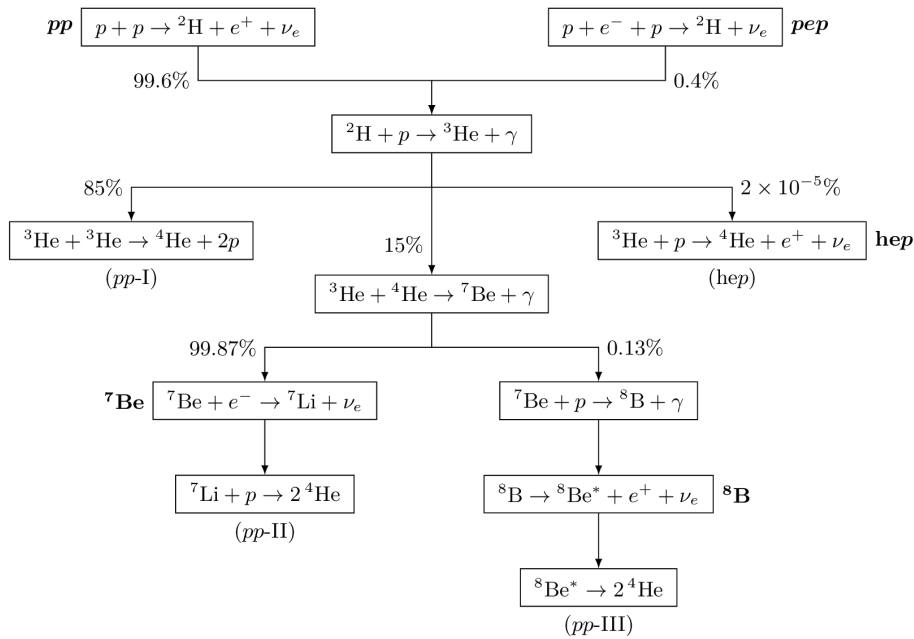 pp p + p → ²H + e⁺ + νₑ p + e⁻ + p → ²H + νₑ pep
99.6% 0.4%
²H + p → ³He + γ
85% 2 × 10⁻⁵%
³He + ³He → ⁴He + 2p 15% ³He + p → ⁴He + e⁺ + νₑ hep
(pp-I) (hep)
³He + ⁴He → ⁷Be + γ
99.87% 0.13%
⁷Be ⁷Be + e⁻ → ⁷Li + νₑ ⁷Be + p → ⁸B + γ
⁷Li + p → 2 ⁴He ⁸B → ⁸Be* + e⁺ + νₑ ⁸B
(pp-II)
⁸Be* → 2 ⁴He
(pp-III)